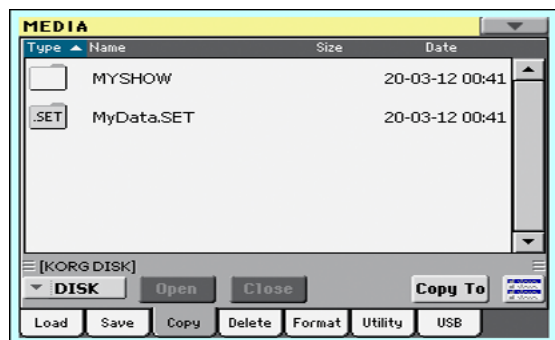 MEDIA
Type Name Size Date
MYSHOW 20-03-12 00:41
.SET MyData.SET 20-03-12 00:41
[KORG DISK]
DISK Open Close Copy To
Load Save Copy Delete Format Utility USB